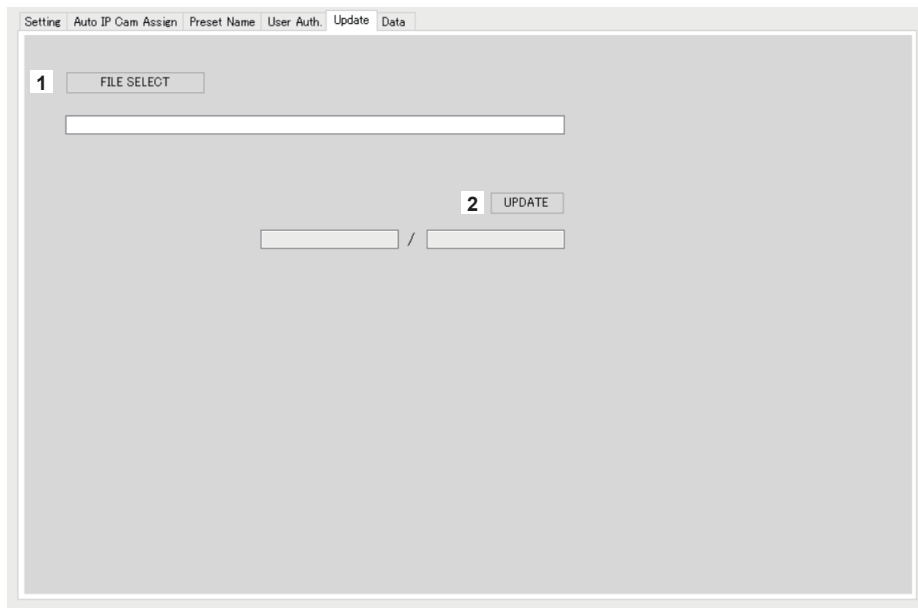 Setting Auto IP Cam Assign Preset Name User Auth. Update Data
1 FILE SELECT
2 UPDATE
/